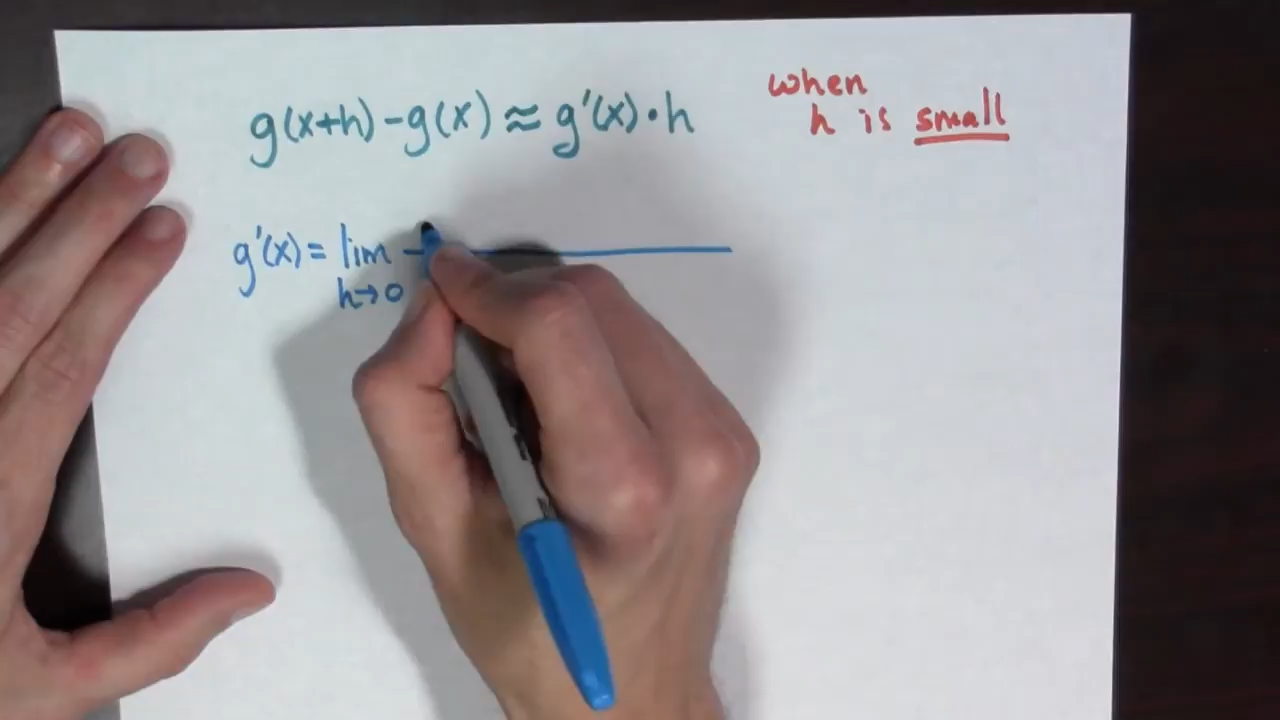 g(x+h)-g(x) ≈ g'(x)•h
when
h is small
g'(x) = lim
h→0